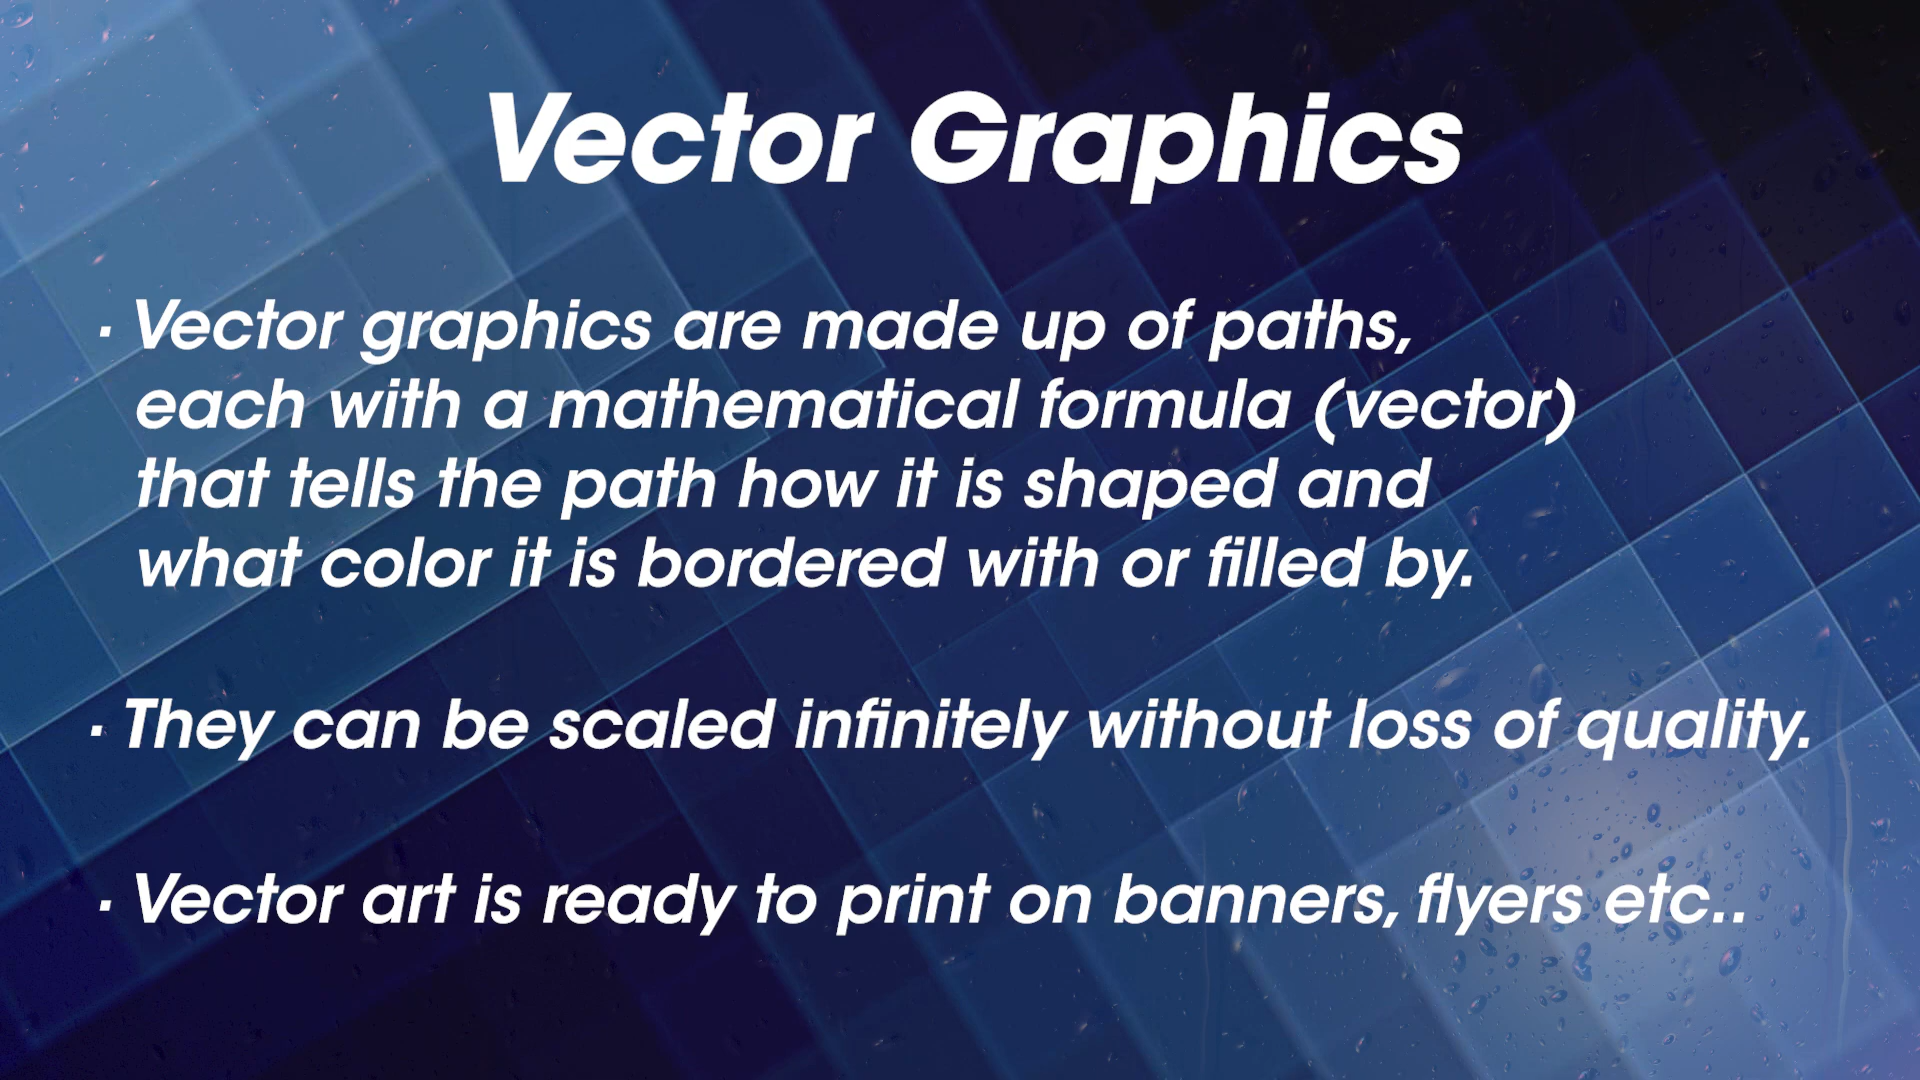 Vector Graphics
· Vector graphics are made up of paths,
each with a mathematical formula (vector)
that tells the path how it is shaped and
what color it is bordered with or filled by.
· They can be scaled infinitely without loss of quality.
· Vector art is ready to print on banners, flyers etc..